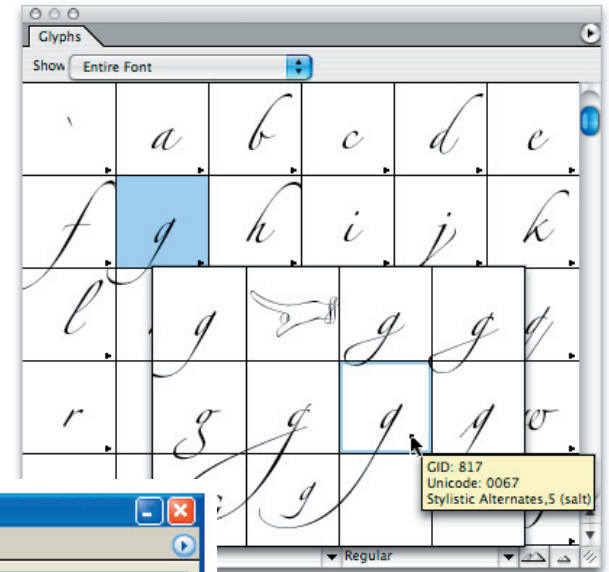 Glyphs
Show Entire Font
` a b c d e
f g h i j k
l
g g g q
r g g g g w
g
GID: 817
Unicode: 0067
Stylistic Alternates,5 (salt)
Regular